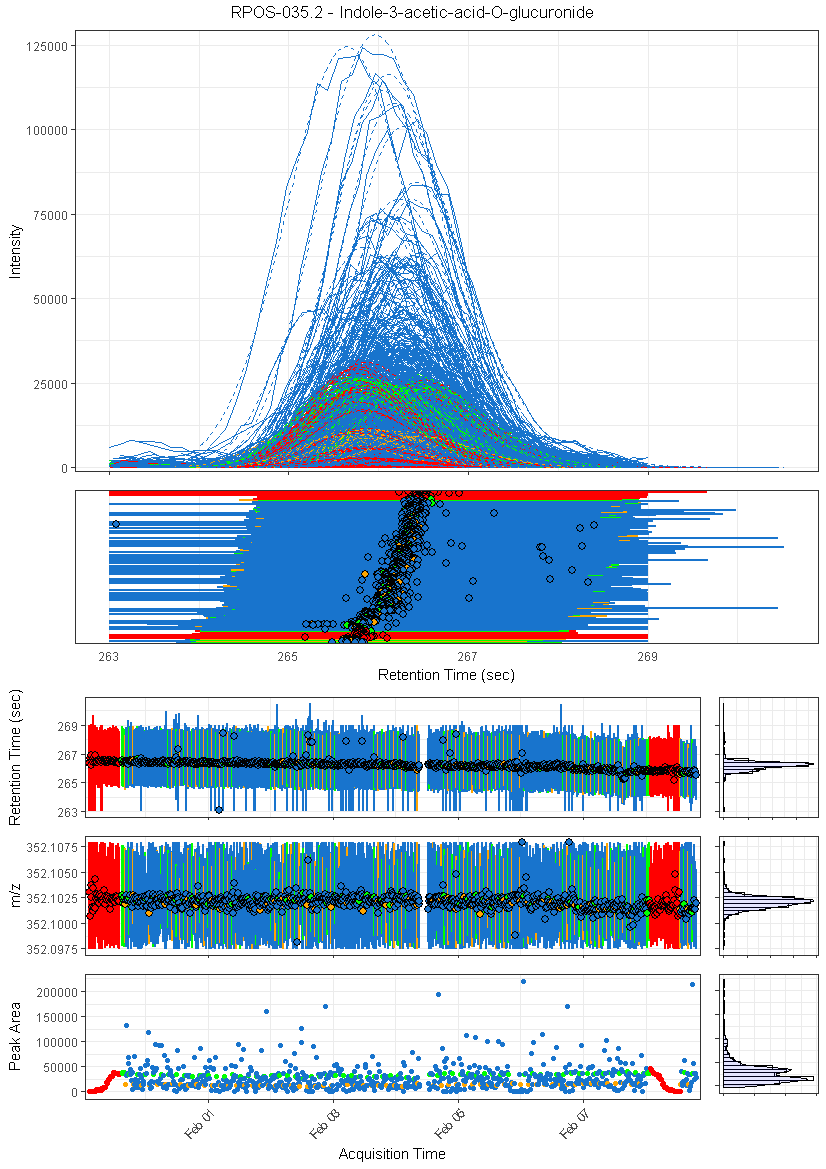 RPOS-035.2 - Indole-3-acetic-acid-O-glucuronide
125000
100000
75000
50000
25000
0
Intensity
263
265
267
269
Retention Time (sec)
269
267
265
263
Retention Time (sec)
352.1075
352.1050
352.1025
352.1000
352.0975
m/z
200000
150000
100000
50000
0
Peak Area
Feb 01
Feb 03
Feb 05
Feb 07
Acquisition Time